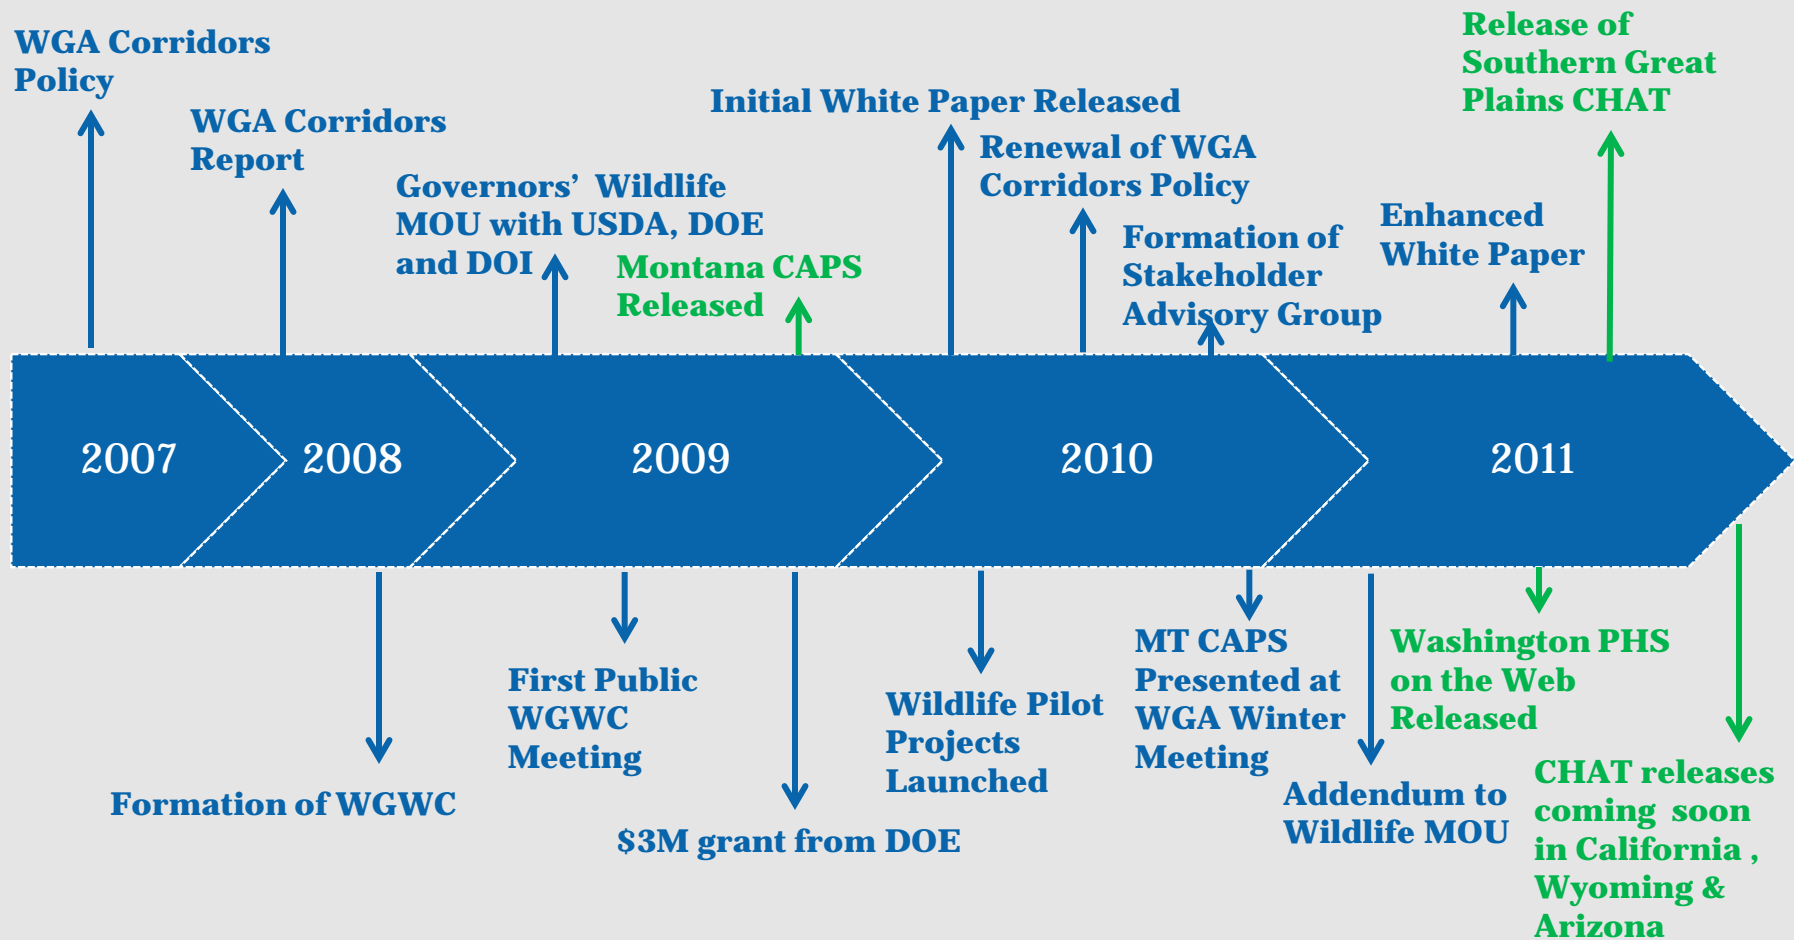 WGA Corridors
Policy
WGA Corridors
Report
Governors’  Wildlife
MOU with USDA, DOE
and DOI
Montana CAPS
Released
Initial White Paper Released
Renewal of WGA
Corridors Policy
Formation of
Stakeholder
Advisory Group
Enhanced
White Paper
Release of
Southern Great
Plains CHAT
2007
2008
2009
2010
2011
Formation of WGWC
First Public
WGWC
Meeting
$3M grant from DOE
Wildlife Pilot
Projects
Launched
MT CAPS
Presented at
WGA Winter
Meeting
Addendum to
Wildlife MOU
Washington PHS
on the Web
Released
CHAT releases
coming  soon
in California ,
Wyoming &
Arizona